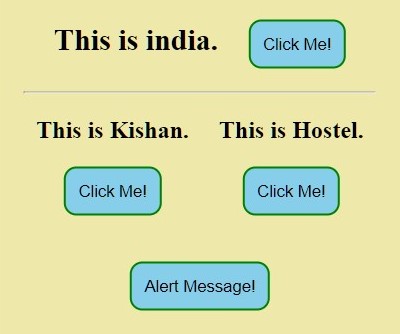 This is india. Click Me!
This is Kishan. This is Hostel.
Click Me! Click Me!
Alert Message!